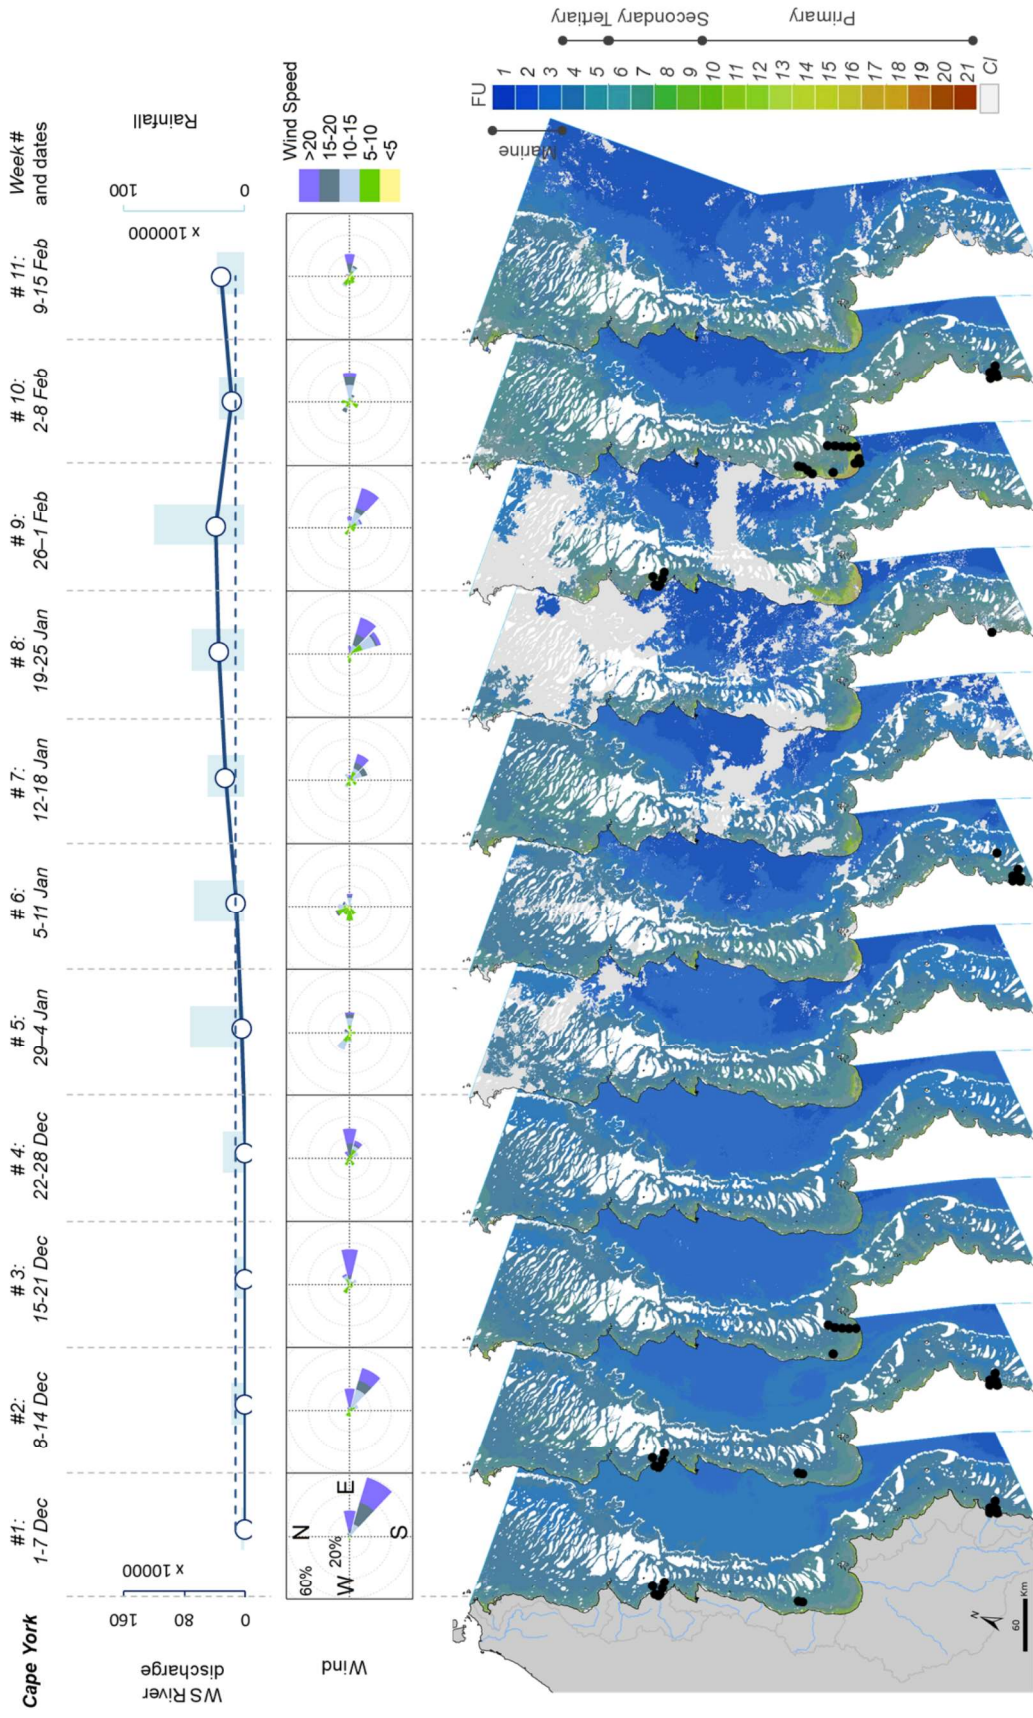 Cape York
#1:
1-7 Dec
#2:
8-14 Dec
# 3:
15-21 Dec
# 4:
22-28 Dec
# 5:
29–4 Jan
# 6:
5-11 Jan
# 7:
12-18 Jan
# 8:
19-25 Jan
# 9:
26–1 Feb
# 10:
2-8 Feb
# 11:
9-15 Feb
Week#
and dates
WS River
discharge
160
80
0
x 10000
100
0
x 100000
Rainfall
Wind
60%
20%
N
W
E
S
Wind Speed
>20
15-20
10-15
5-10
<5
FU
1
2
3
4
5
6
7
8
9
10
11
12
13
14
15
16
17
18
19
20
21
CI
Marine
Tertiary
Secondary
Primary
N
60
Km